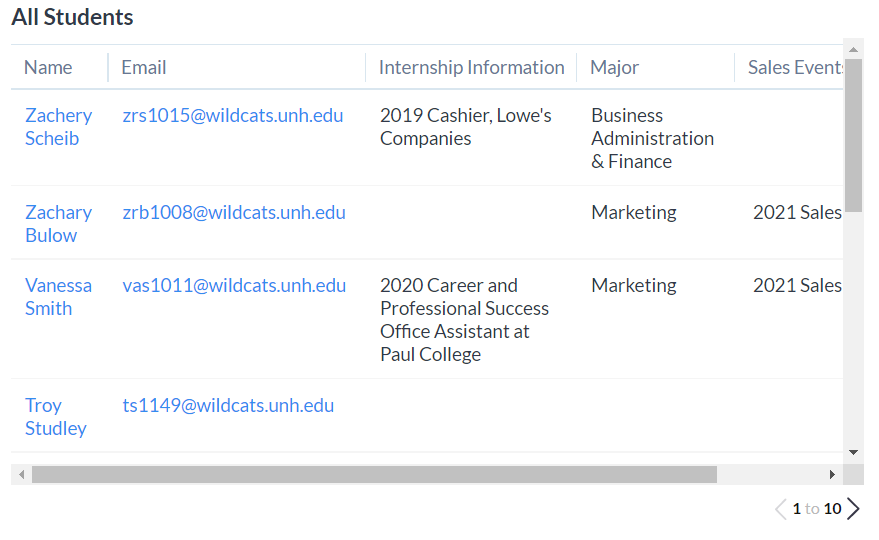 All Students
Name Email Internship Information Major Sales Events
Zachery zrs1015@wildcats.unh.edu 2019 Cashier, Lowe's Business
Scheib Companies Administration
& Finance
Zachary zrb1008@wildcats.unh.edu Marketing 2021 Sales
Bulow
Vanessa vas1011@wildcats.unh.edu 2020 Career and Marketing 2021 Sales
Smith Professional Success
Office Assistant at
Paul College
Troy ts1149@wildcats.unh.edu
Studley
1 to 10